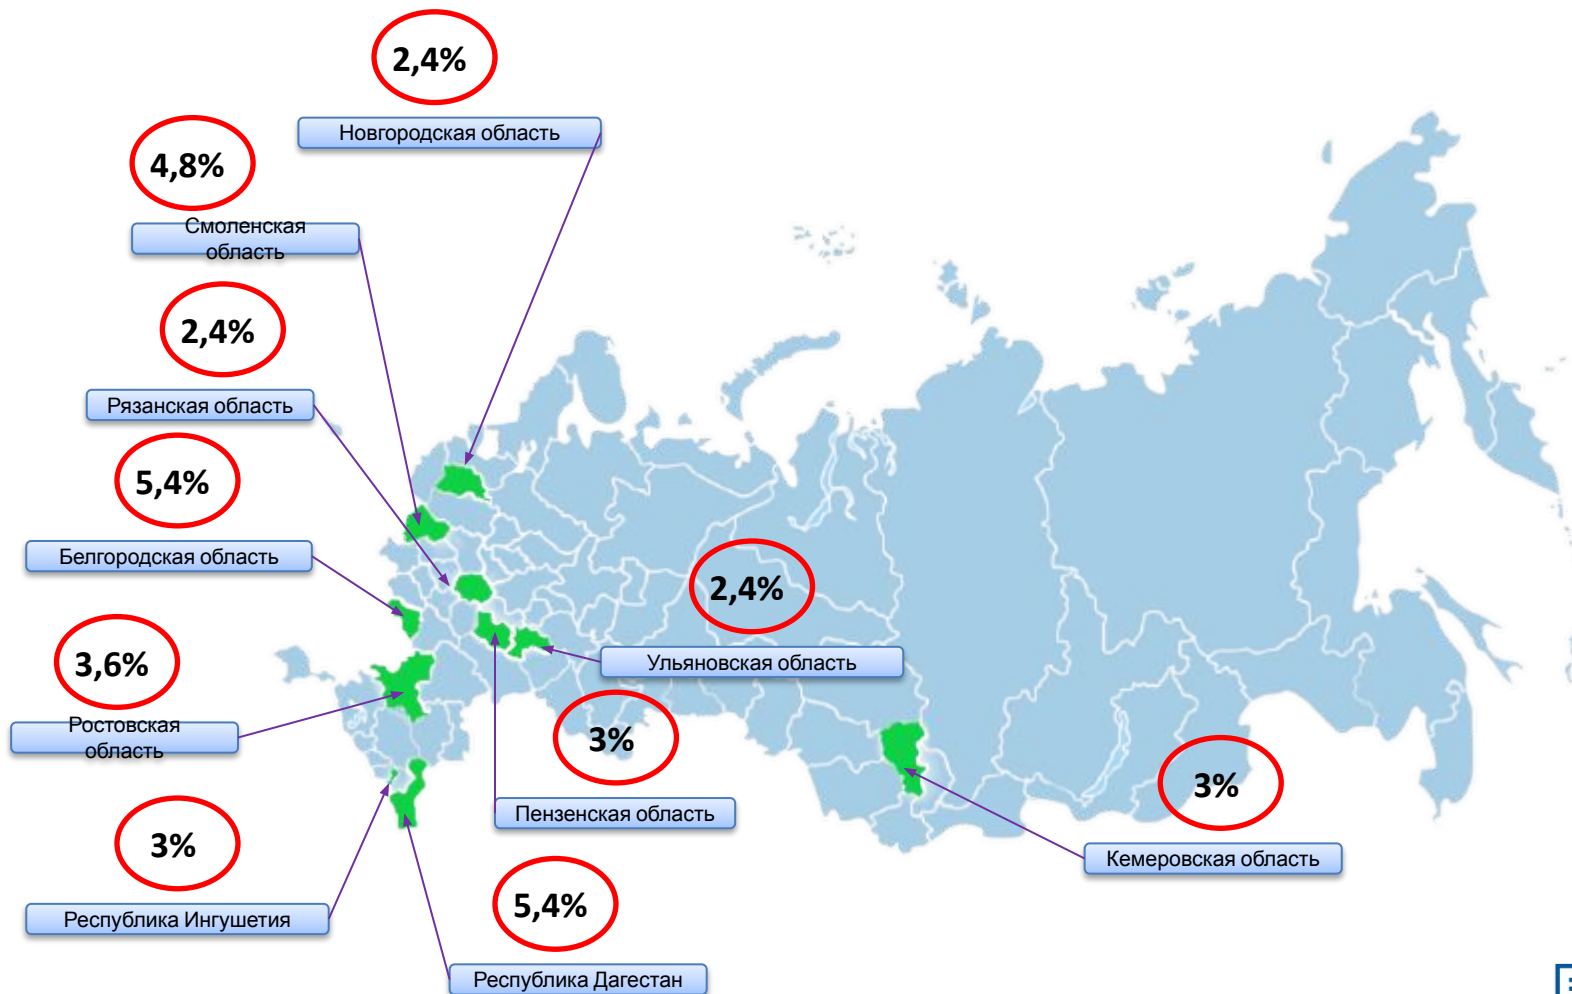 2,4%
Новгородская область
4,8%
Смоленская
область
2,4%
Рязанская область
5,4%
Белгородская область
2,4%
Ульяновская область
3,6%
Ростовская
область
3%
Пензенская область
3%
Кемеровская область
3%
Республика Ингушетия
5,4%
Республика Дагестан